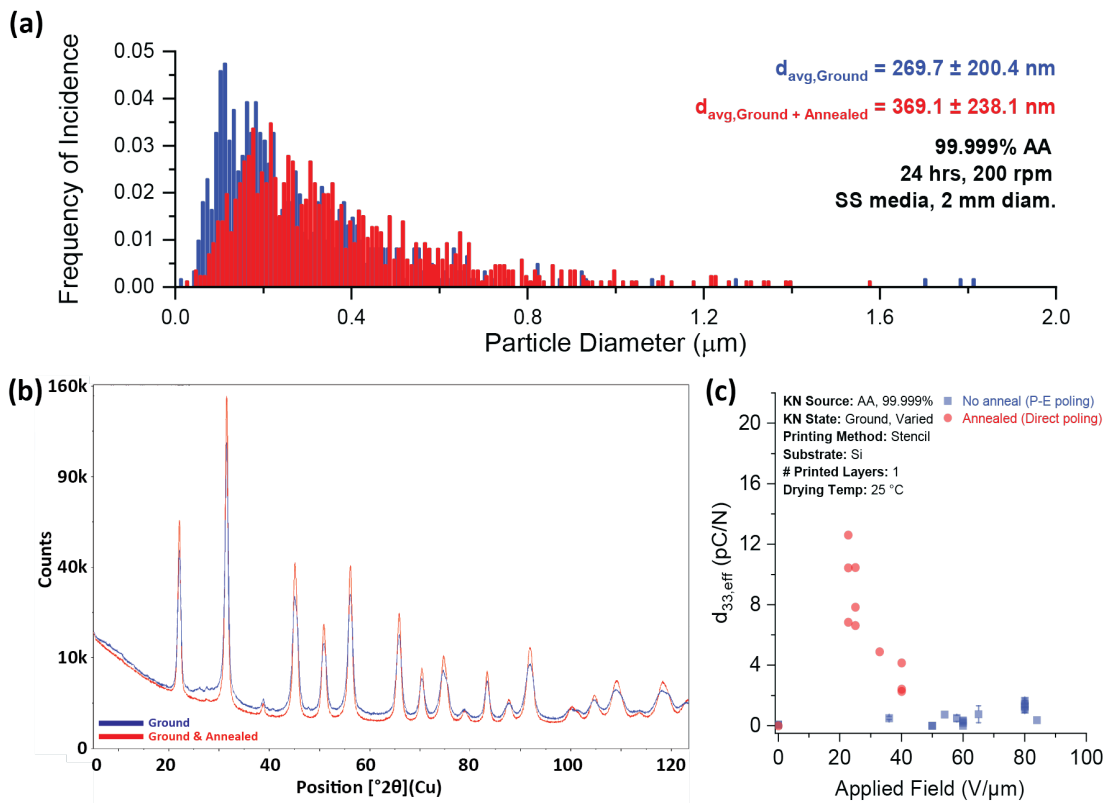 (a)
0.05
0.04
0.03
0.02
0.01
0.00
Frequency of Incidence
d avg,Ground = 269.7 ± 200.4 nm
d avg,Ground + Annealed = 369.1 ± 238.1 nm
99.999% AA
24 hrs, 200 rpm
SS media, 2 mm diam.
0.0 0.4 0.8 1.2 1.6 2.0
Particle Diameter (μm)
(b)
160k
90k
40k
10k
0
Counts
Ground
Ground & Annealed
0 20 40 60 80 100 120
Position [°2θ](Cu)
(c)
KN Source: AA, 99.999%
KN State: Ground, Varied
Printing Method: Stencil
Substrate: Si
# Printed Layers: 1
Drying Temp: 25 °C
No anneal (P-E poling)
Annealed (Direct poling)
20
16
12
8
4
0
d33,eff (pC/N)
0 20 40 60 80 100
Applied Field (V/μm)